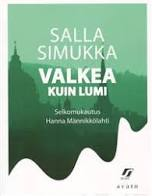 SALLA
SIMUKKA
VALKEA
KUIN LUMI
Selkomukautus
Hanna Männikkölahti
avain